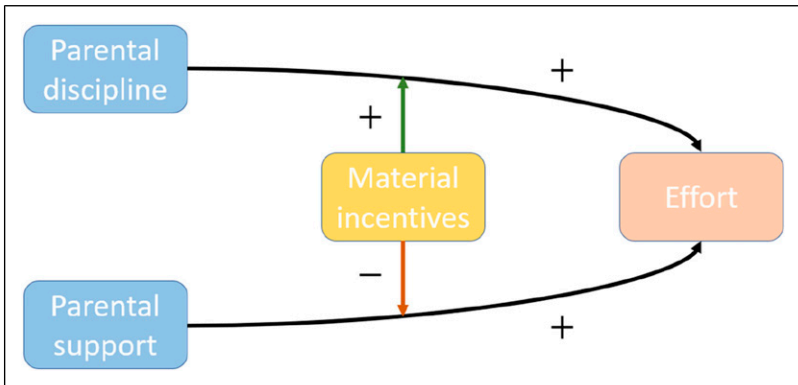 Parental
discipline
+
+
Material
incentives
Effort
−
Parental
support
+